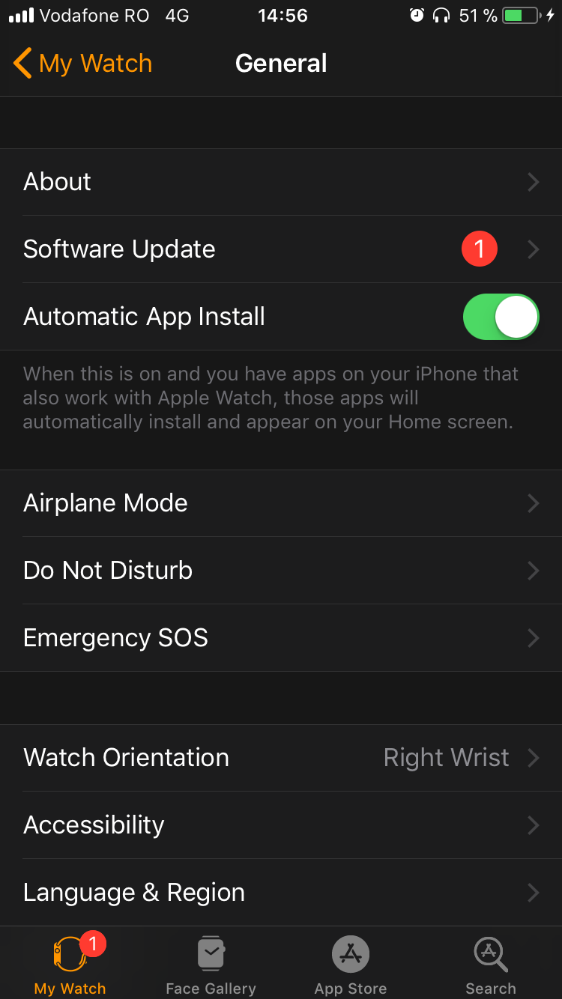 Vodafone RO 4G 14:56 51 %
My Watch General
About
Software Update 1
Automatic App Install
When this is on and you have apps on your iPhone that
also work with Apple Watch, those apps will
automatically install and appear on your Home screen.
Airplane Mode
Do Not Disturb
Emergency SOS
Watch Orientation Right Wrist
Accessibility
Language & Region
1
My Watch Face Gallery App Store Search